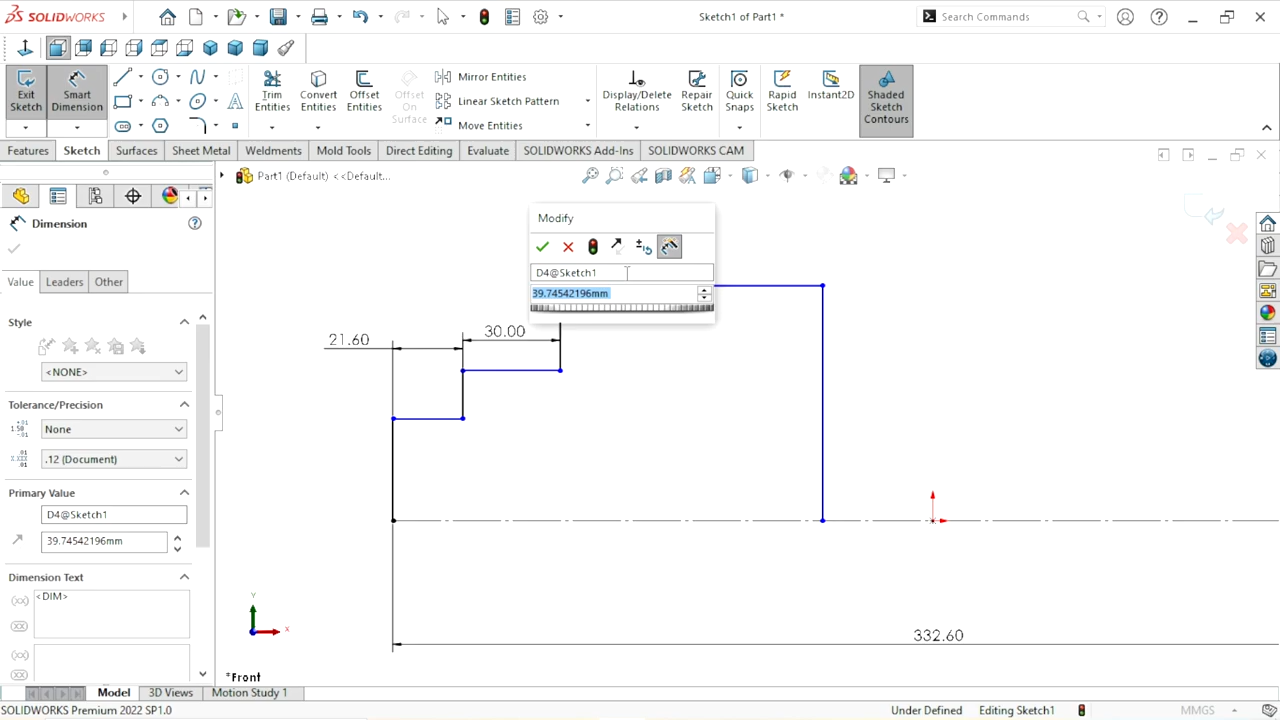 SOLIDWORKS
Sketch1 of Part1 *
Search Commands
Exit Sketch
Smart Dimension
Trim Entities
Convert Entities
Offset Entities
Offset On Surface
Mirror Entities
Linear Sketch Pattern
Move Entities
Display/Delete Relations
Repair Sketch
Quick Snaps
Rapid Sketch
Instant2D
Shaded Sketch Contours
Features
Sketch
Surfaces
Sheet Metal
Weldments
Mold Tools
Direct Editing
Evaluate
SOLIDWORKS Add-Ins
SOLIDWORKS CAM
Part1 (Default) <<Default...
Dimension
Value
Leaders
Other
Style
<NONE>
Tolerance/Precision
None
.12 (Document)
Primary Value
D4@Sketch1
39.74542196mm
Dimension Text
<DIM>
Modify
D4@Sketch1
39.74542196mm
21.60
30.00
332.60
Y
X
*Front
Model
3D Views
Motion Study 1
SOLIDWORKS Premium 2022 SP1.0
Under Defined
Editing Sketch1
MMGS